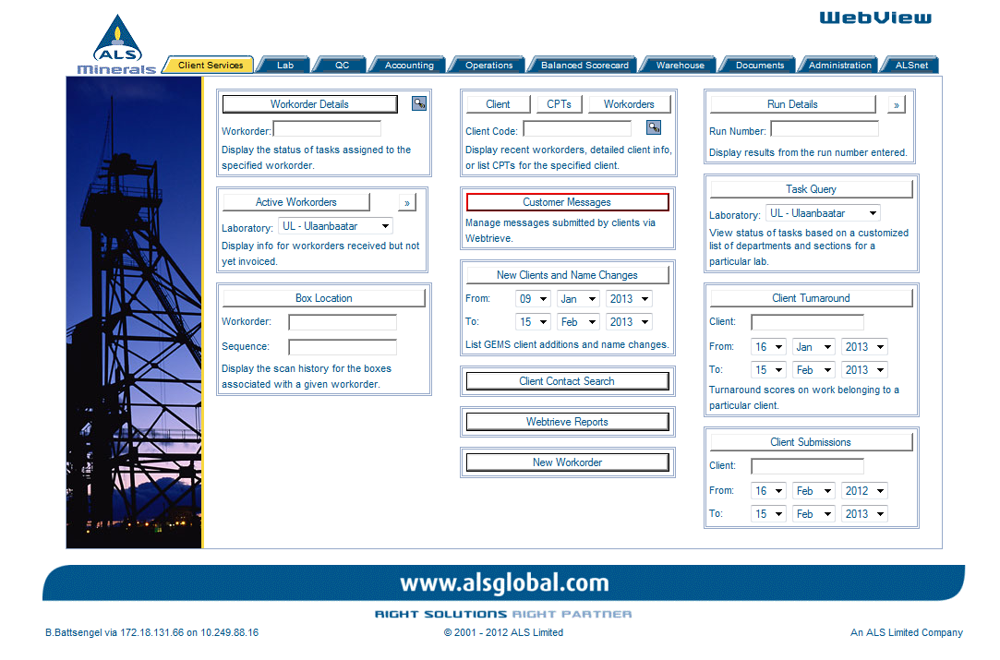 WebView
ALS
Minerals
Client Services
Lab
QC
Accounting
Operations
Balanced Scorecard
Warehouse
Documents
Administration
ALSnet
Workorder Details
Workorder:
Display the status of tasks assigned to the
specified workorder.
Active Workorders
»
Laboratory: UL - Ulaanbaatar
Display info for workorders received but not
yet invoiced.
Box Location
Workorder:
Sequence:
Display the scan history for the boxes
associated with a given workorder.
Client CPTs Workorders
Client Code:
Display recent workorders, detailed client info,
or list CPTs for the specified client.
Customer Messages
Manage messages submitted by clients via
Webtrieve.
New Clients and Name Changes
From: 09 Jan 2013
To: 15 Feb 2013
List GEMS client additions and name changes.
Client Contact Search
Webtrieve Reports
New Workorder
Run Details »
Run Number:
Display results from the run number entered.
Task Query
Laboratory: UL - Ulaanbaatar
View status of tasks based on a customized
list of departments and sections for a
particular lab.
Client Turnaround
Client:
From: 16 Jan 2013
To: 15 Feb 2013
Turnaround scores on work belonging to a
particular client.
Client Submissions
Client:
From: 16 Feb 2012
To: 15 Feb 2013
www.alsglobal.com
RIGHT SOLUTIONS RIGHT PARTNER
B.Battsengel via 172.18.131.66 on 10.249.88.16
© 2001 - 2012 ALS Limited
An ALS Limited Company